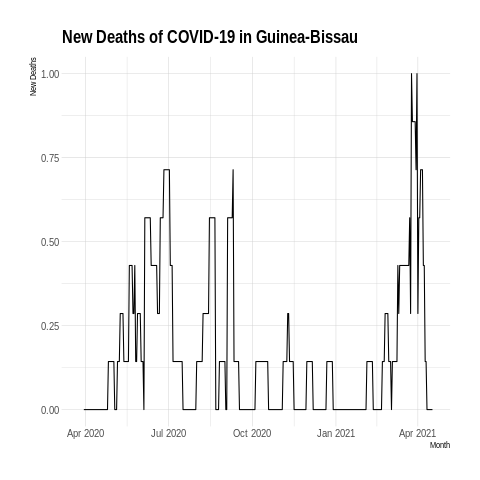 New Deaths of COVID-19 in Guinea-Bissau
New Deaths
1.00
0.75
0.50
0.25
0.00
Apr 2020 Jul 2020 Oct 2020 Jan 2021 Apr 2021
Month